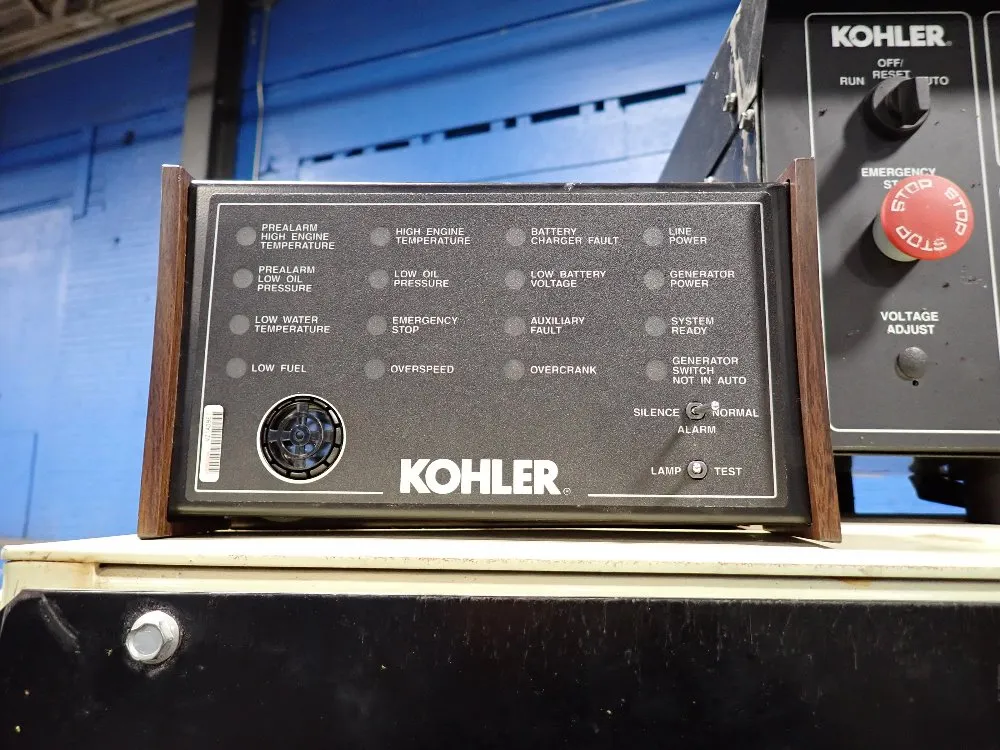 PREALARM
HIGH ENGINE
TEMPERATURE
HIGH ENGINE
TEMPERATURE
BATTERY
CHARGER FAULT
LINE
POWER
PREALARM
LOW OIL
PRESSURE
LOW OIL
PRESSURE
LOW BATTERY
VOLTAGE
GENERATOR
POWER
LOW WATER
TEMPERATURE
EMERGENCY
STOP
AUXILIARY
FAULT
SYSTEM
READY
LOW FUEL
OVERSPEED
OVERCRANK
GENERATOR
SWITCH
NOT IN AUTO
SILENCE NORMAL
ALARM
LAMP TEST
KOHLER
KOHLER
OFF/
RESET
RUN
EMERGENCY
STOP STOP STOP
VOLTAGE
ADJUST